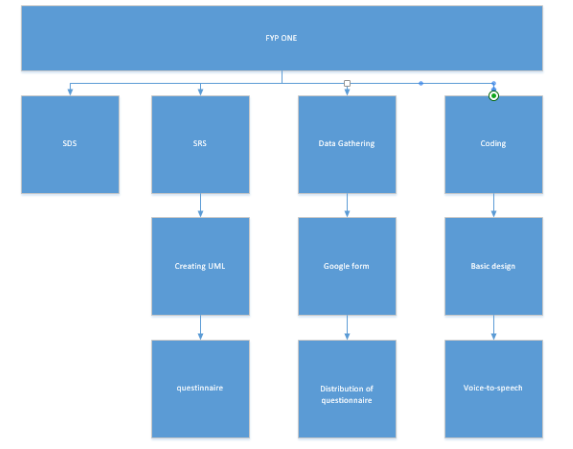 FYP ONE
SDS
SRS
Data Gathering
Coding
Creating UML
Google form
Basic design
questinnaire
Distribution of
questionnaire
Voice-to-speech